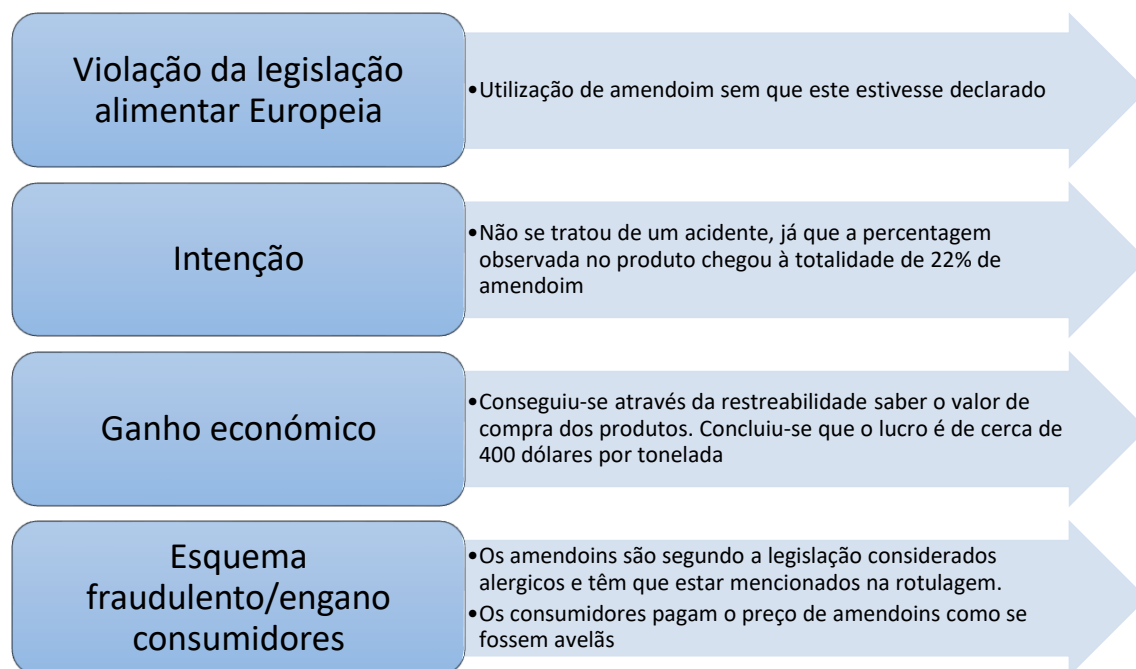 Violação da legislação
alimentar Europeia
•Utilização de amendoim sem que este estivesse declarado
Intenção
•Não se tratou de um acidente, já que a percentagem
observada no produto chegou à totalidade de 22% de
amendoim
Ganho económico
•Conseguiu-se através da restreabilidade saber o valor de
compra dos produtos. Concluiu-se que o lucro é de cerca de
400 dólares por tonelada
Esquema
fraudulento/engano
consumidores
•Os amendoins são segundo a legislação considerados
alergicos e têm que estar mencionados na rotulagem.
•Os consumidores pagam o preço de amendoins como se
fossem avelãs